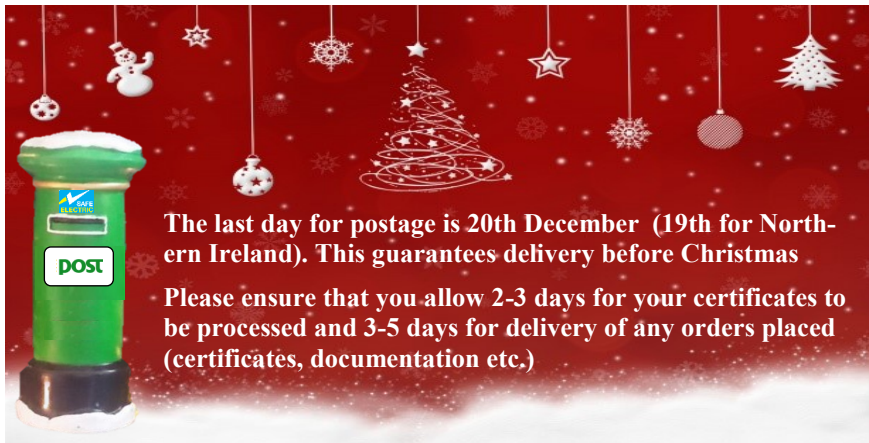 SAFE
ELECTRIC
post
The last day for postage is 20th December (19th for North-
ern Ireland). This guarantees delivery before Christmas
Please ensure that you allow 2-3 days for your certificates to
be processed and 3-5 days for delivery of any orders placed
(certificates, documentation etc.)